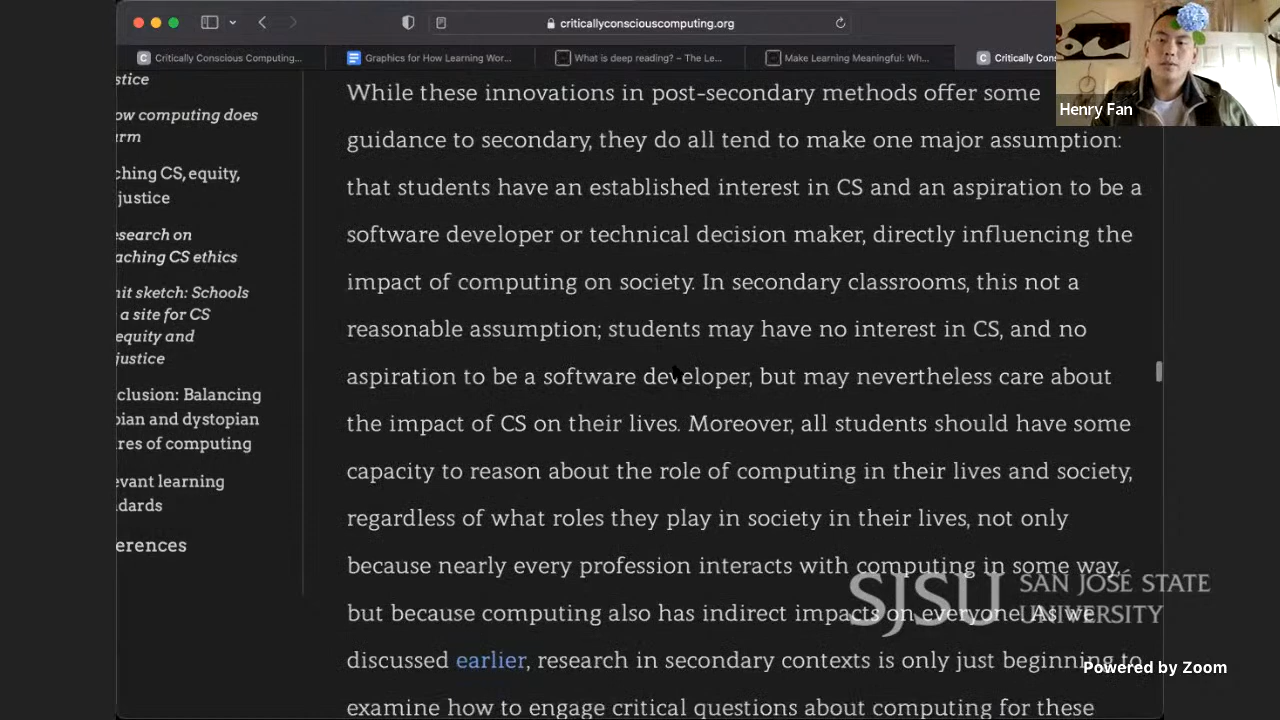 criticallyconsciouscomputing.org
Critically Conscious Computing...
Graphics for How Learning Wor...
What is deep reading? – The Le...
Make Learning Meaningful: Wh...
Critically Cons
Henry Fan
stice
ow computing does
arm
ching CS, equity,
justice
esearch on
aching CS ethics
nit sketch: Schools
a site for CS
equity and
justice
clusion: Balancing
pian and dystopian
res of computing
evant learning
dards
erences
While these innovations in post-secondary methods offer some
guidance to secondary, they do all tend to make one major assumption:
that students have an established interest in CS and an aspiration to be a
software developer or technical decision maker, directly influencing the
impact of computing on society. In secondary classrooms, this not a
reasonable assumption; students may have no interest in CS, and no
aspiration to be a software developer, but may nevertheless care about
the impact of CS on their lives. Moreover, all students should have some
capacity to reason about the role of computing in their lives and society,
regardless of what roles they play in society in their lives, not only
because nearly every profession interacts with computing in some way,
but because computing also has indirect impacts on everyone. As we
discussed earlier, research in secondary contexts is only just beginning to
examine how to engage critical questions about computing for these
SJSU SAN JOSÉ STATE
UNIVERSITY
Powered by Zoom